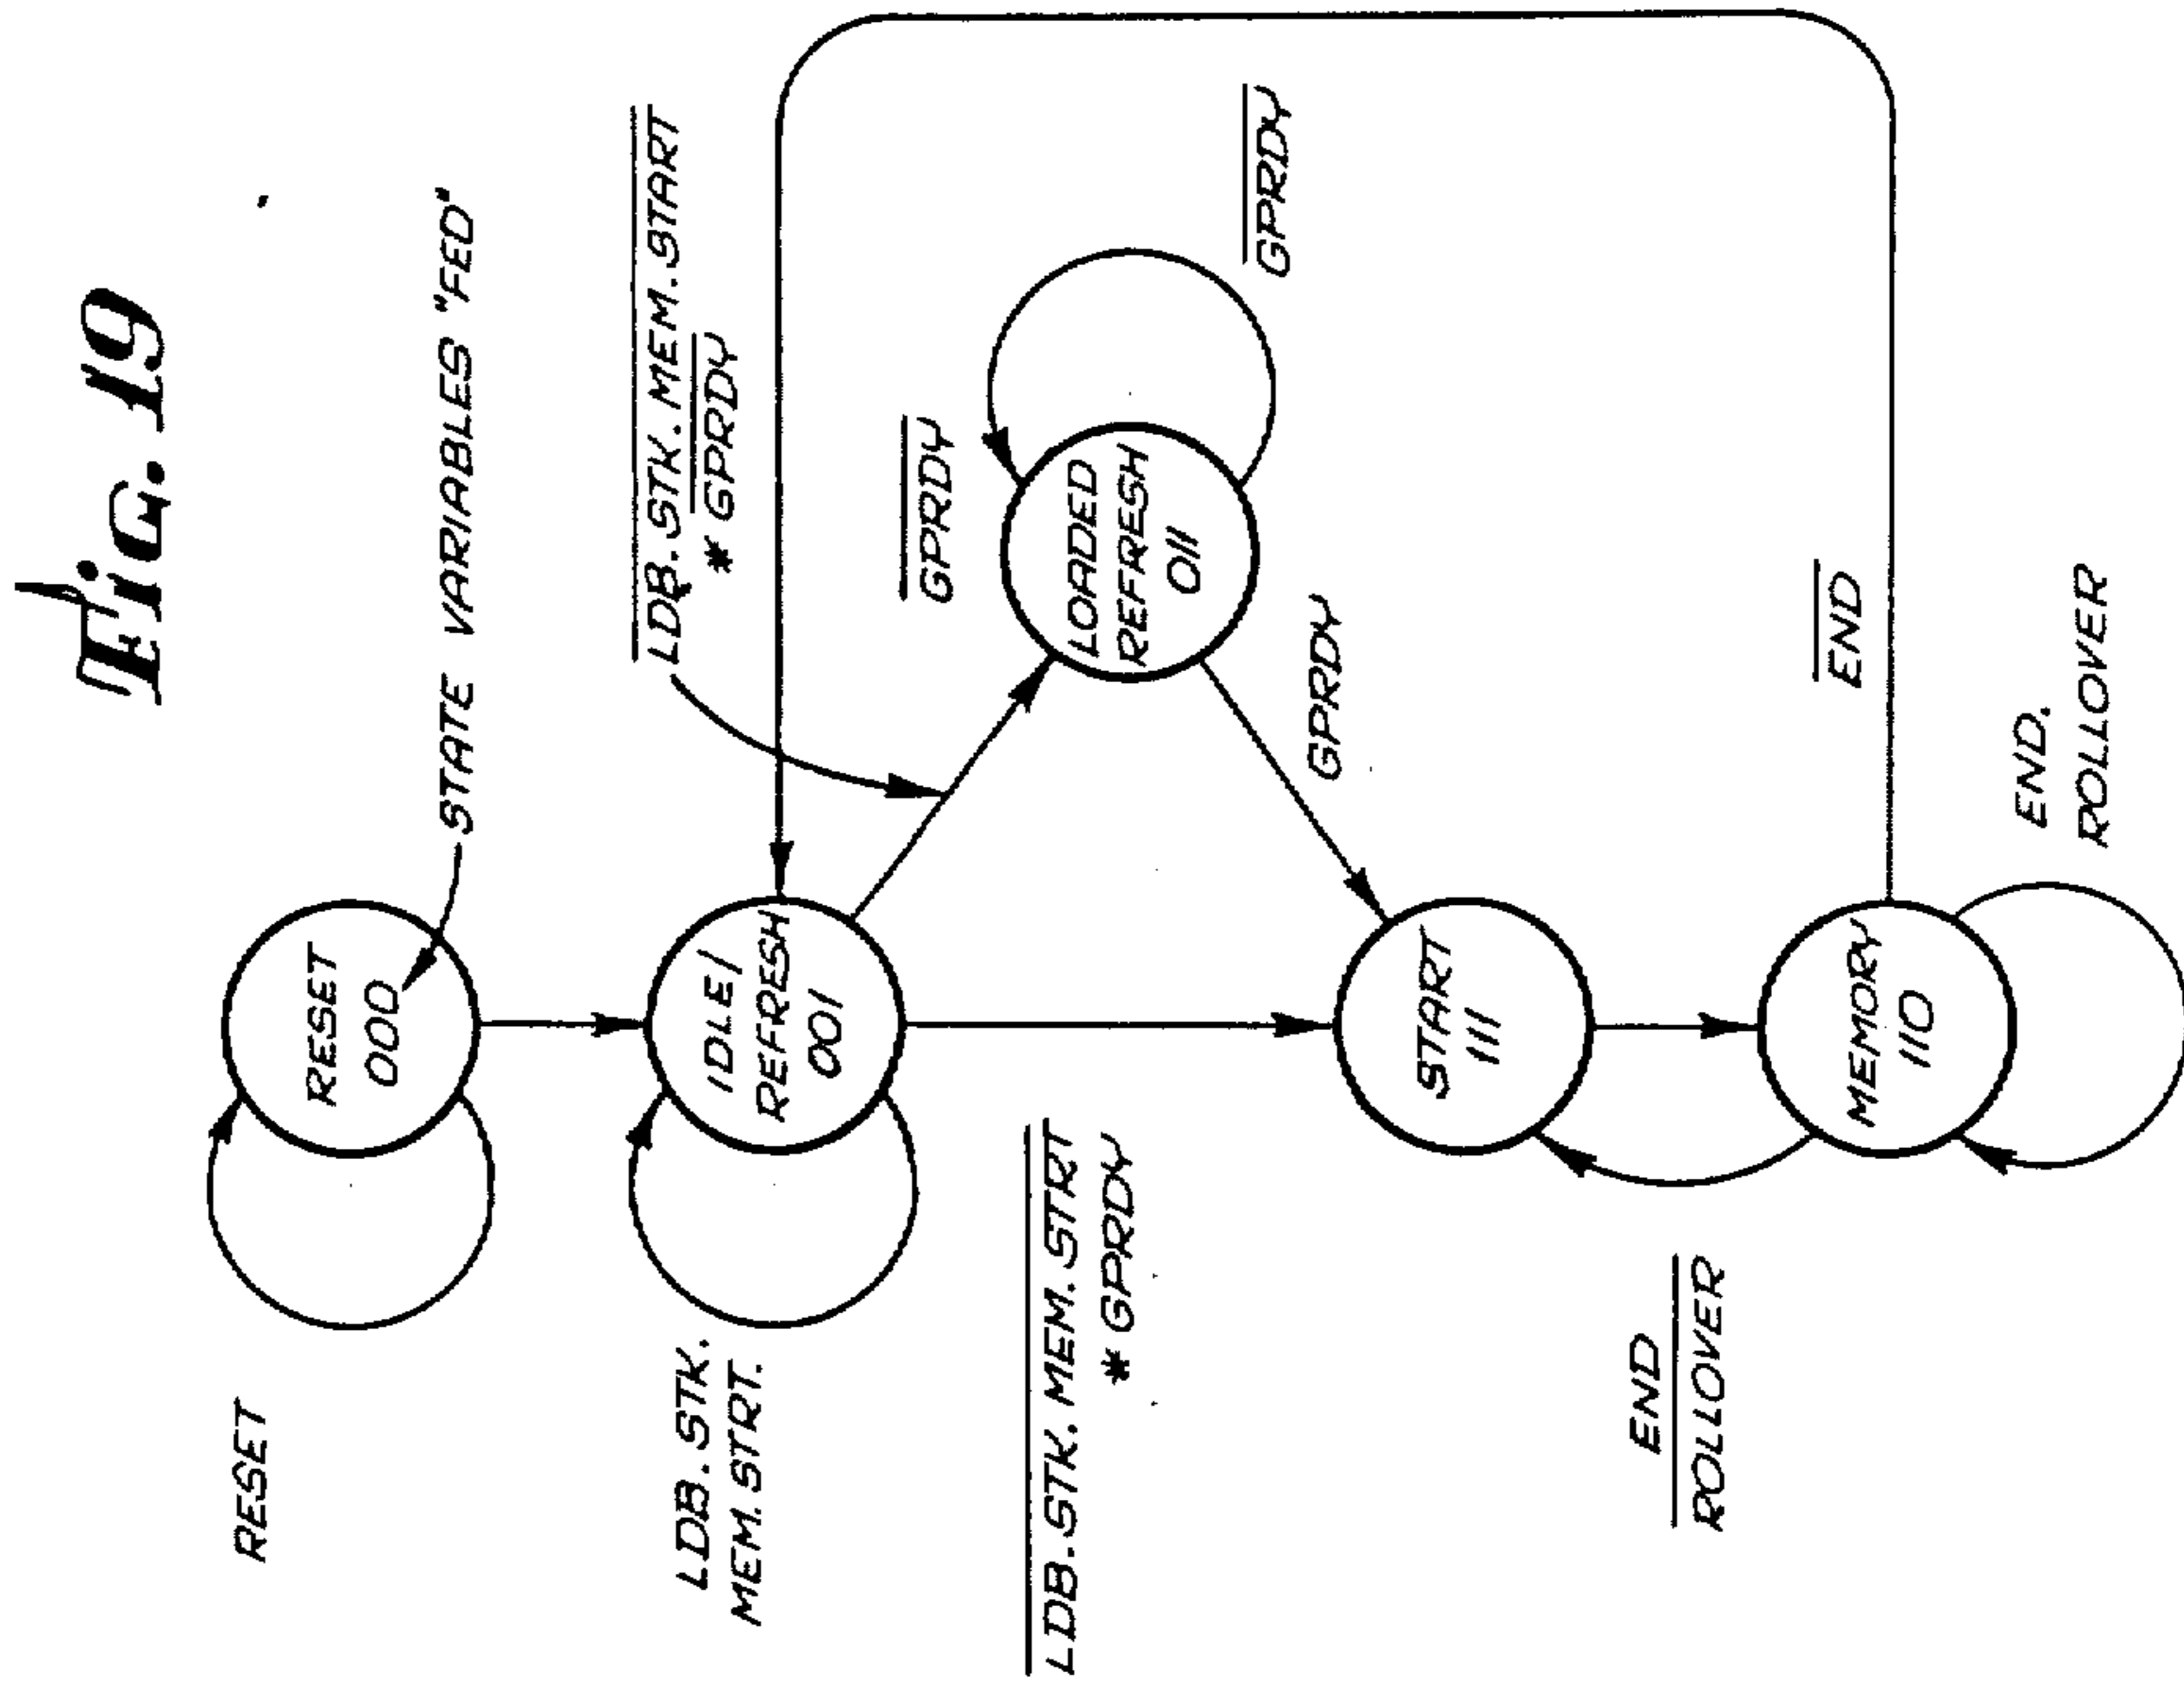 Fig. 19
STATE VARIABLES "FED"
RESET
RESET
000
LDB.STK.MEM.START
* GPRDY
LDB.STK.
MEM.STRT.
IDLE/
REFRESH
001
GPRDY
LOADED
REFRESH
011
GPRDY
LDB.STK.MEM.STRT
* GPRDY
GPRDY
START
111
END
ROLLOVER
END
MEMORY
110
END.
ROLLOVER